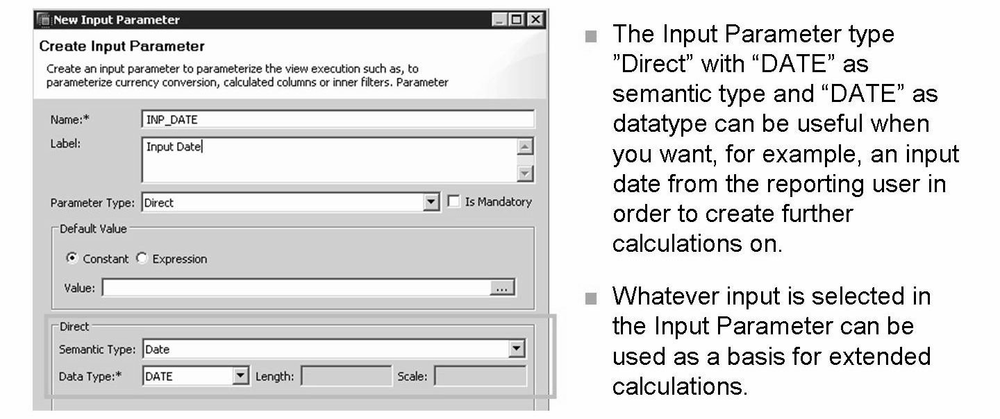 New Input Parameter
Create Input Parameter
Create an input parameter to parameterize the view execution such as, to
parameterize currency conversion, calculated columns or inner filters. Parameter
Name:* INP_DATE
Label: Input Date
Parameter Type: Direct Is Mandatory
Default Value
Constant Expression
Value: ...
Direct
Semantic Type: Date
Data Type:* DATE Length: Scale:
The Input Parameter type
”Direct” with “DATE” as
semantic type and “DATE” as
datatype can be useful when
you want, for example, an input
date from the reporting user in
order to create further
calculations on.
Whatever input is selected in
the Input Parameter can be
used as a basis for extended
calculations.